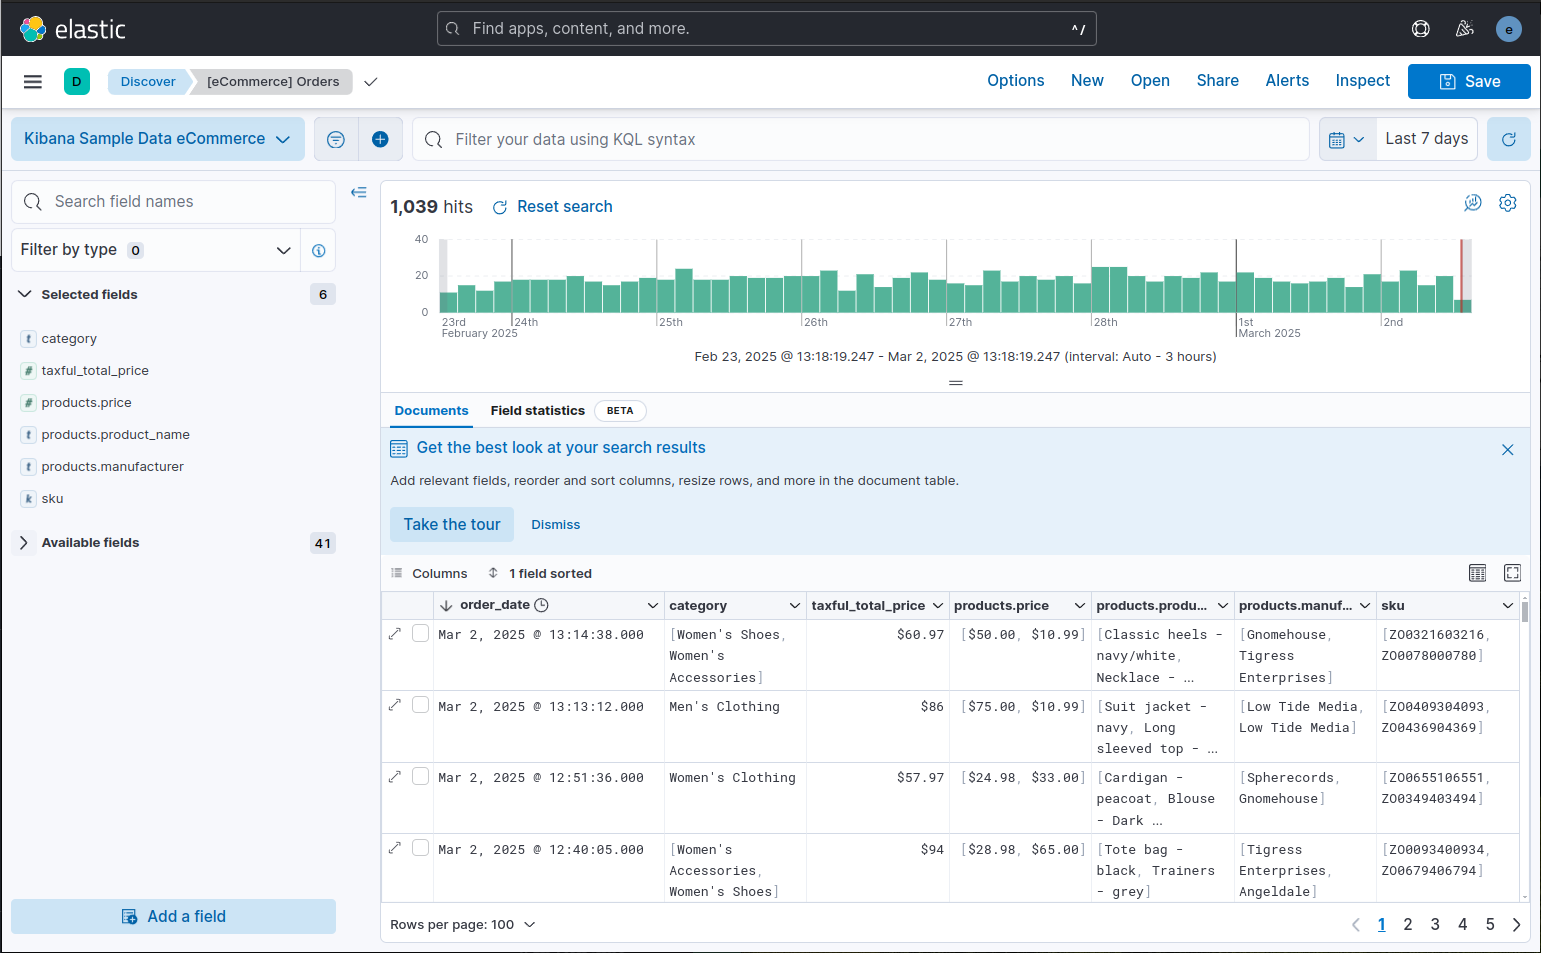 elastic
Find apps, content, and more.
^/
e
D
Discover
[eCommerce] Orders
Options
New
Open
Share
Alerts
Inspect
Save
Kibana Sample Data eCommerce
Filter your data using KQL syntax
Last 7 days
Search field names
Filter by type 0
Selected fields 6
t category
# taxful_total_price
# products.price
t products.product_name
t products.manufacturer
k sku
Available fields 41
Add a field
1,039 hits
Reset search
40
20
0
23rd
February 2025
24th
25th
26th
27th
28th
1st
March 2025
2nd
Feb 23, 2025 @ 13:18:19.247 - Mar 2, 2025 @ 13:18:19.247 (interval: Auto - 3 hours)
Documents
Field statistics
BETA
Get the best look at your search results
Add relevant fields, reorder and sort columns, resize rows, and more in the document table.
Take the tour
Dismiss
Columns
1 field sorted
order_date
category
taxful_total_price
products.price
products.produ...
products.manuf...
sku
Mar 2, 2025 @ 13:14:38.000
[Women's Shoes,
Women's
Accessories]
$60.97
[$50.00, $10.99]
[Classic heels -
navy/white,
Necklace - ...
[Gnomehouse,
Tigress
Enterprises]
[ZO0321603216,
ZO0078000780]
Mar 2, 2025 @ 13:13:12.000
Men's Clothing
$86
[$75.00, $10.99]
[Suit jacket -
navy, Long
sleeved top - ...
[Low Tide Media,
Low Tide Media]
[ZO0409304093,
ZO0436904369]
Mar 2, 2025 @ 12:51:36.000
Women's Clothing
$57.97
[$24.98, $33.00]
[Cardigan -
peacoat, Blouse
- Dark ...
[Spherecords,
Gnomehouse]
[ZO0655106551,
ZO0349403494]
Mar 2, 2025 @ 12:40:05.000
[Women's
Accessories,
Women's Shoes]
$94
[$28.98, $65.00]
[Tote bag -
black, Trainers
- grey]
[Tigress
Enterprises,
Angeldale]
[ZO0093400934,
ZO0679406794]
Rows per page: 100
1 2 3 4 5